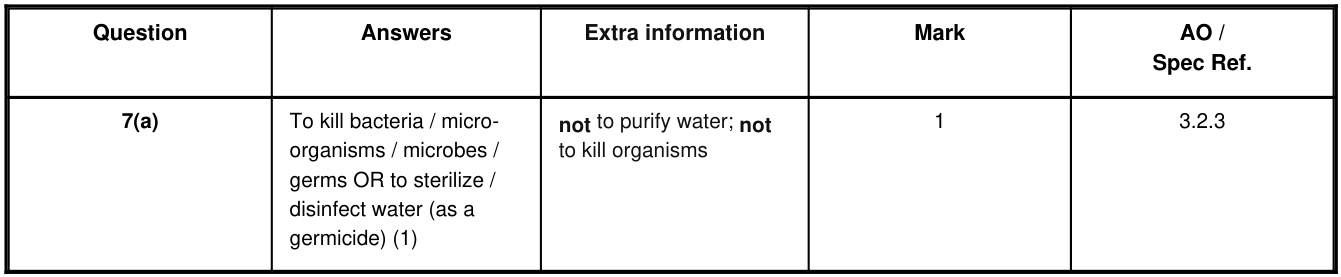 Question Answers Extra information Mark AO /
Spec Ref.
7(a) To kill bacteria / micro- not to purify water; not 1 3.2.3
organisms / microbes / to kill organisms
germs OR to sterilize /
disinfect water (as a
germicide) (1)